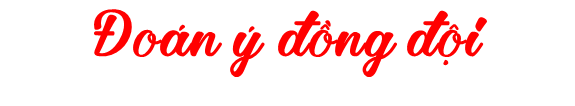 Đoán ý đồng đội